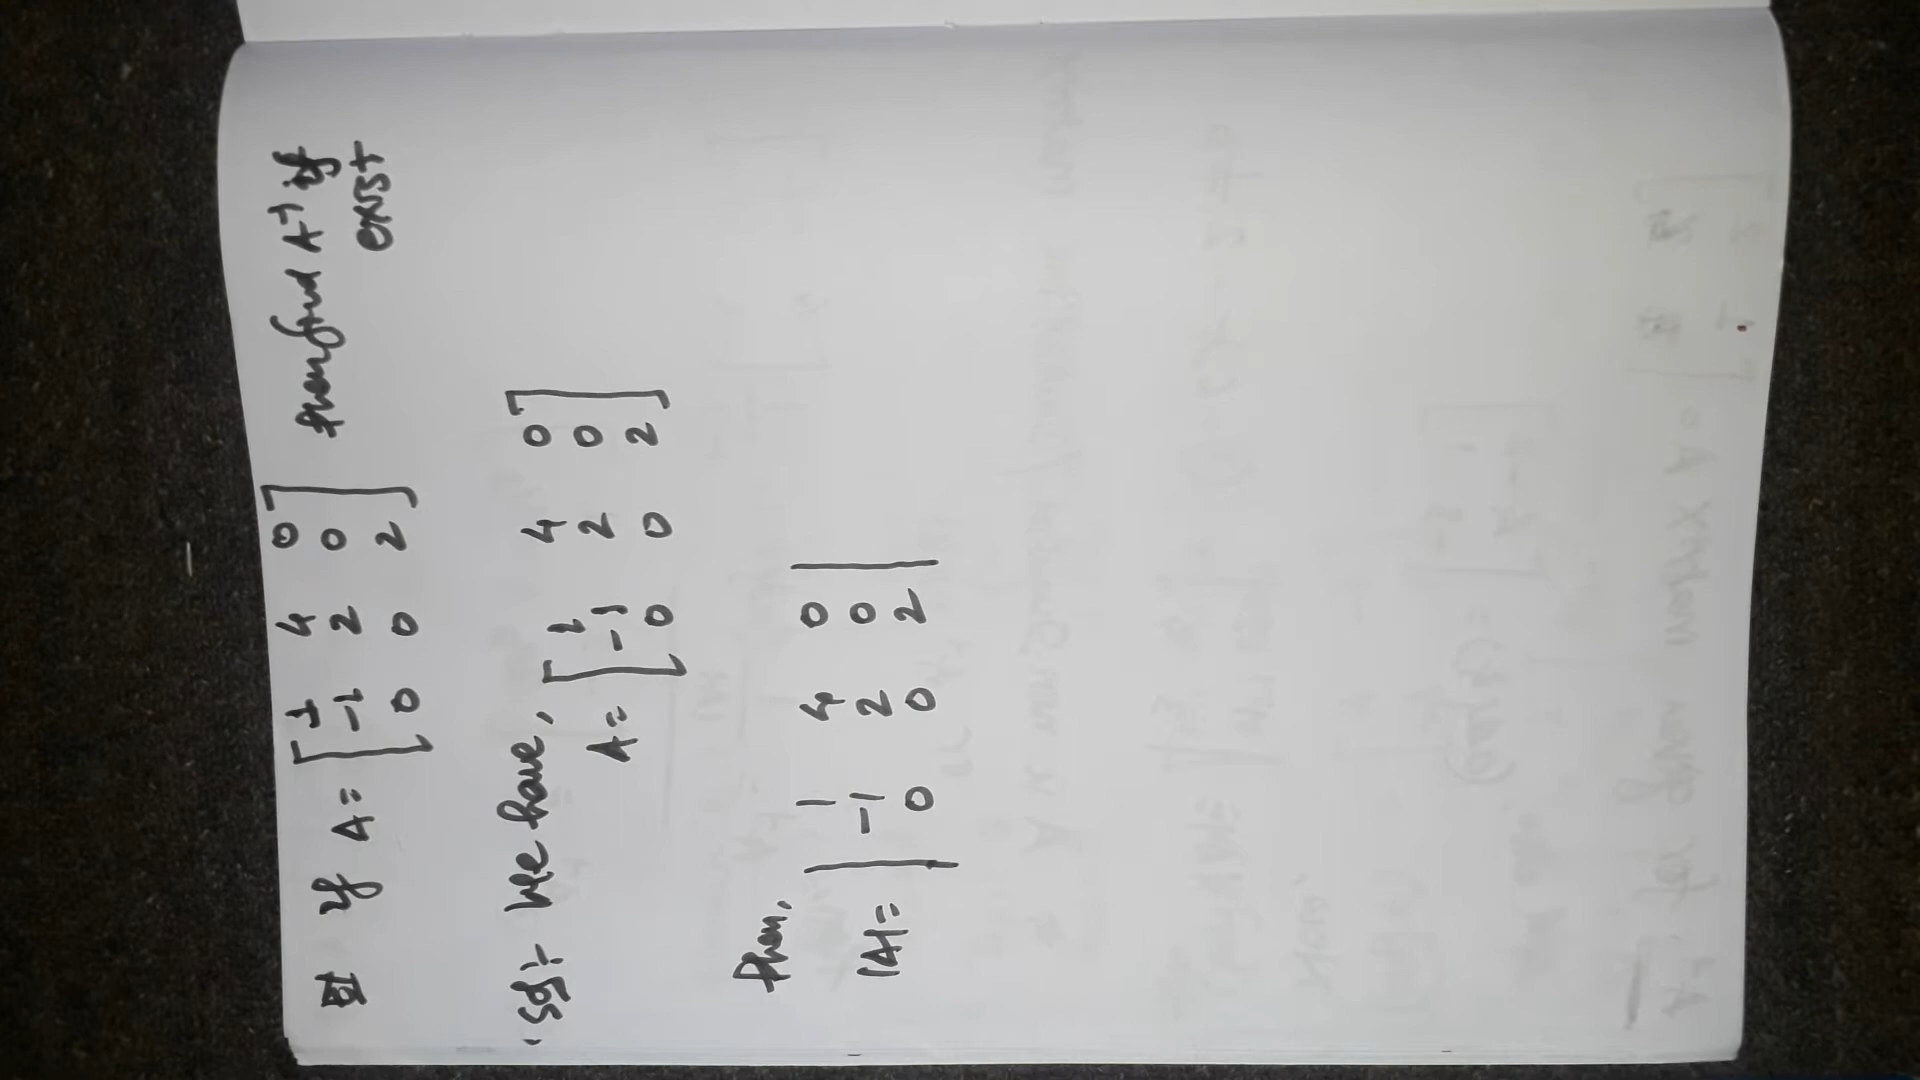 If A = [1 4 0
-1 2 0
0 0 2] then find A⁻¹ if
exist
Sol:- We have,
A = [1 4 0
-1 2 0
0 0 2]
then,
|A| = |1 4 0
-1 2 0
0 0 2|